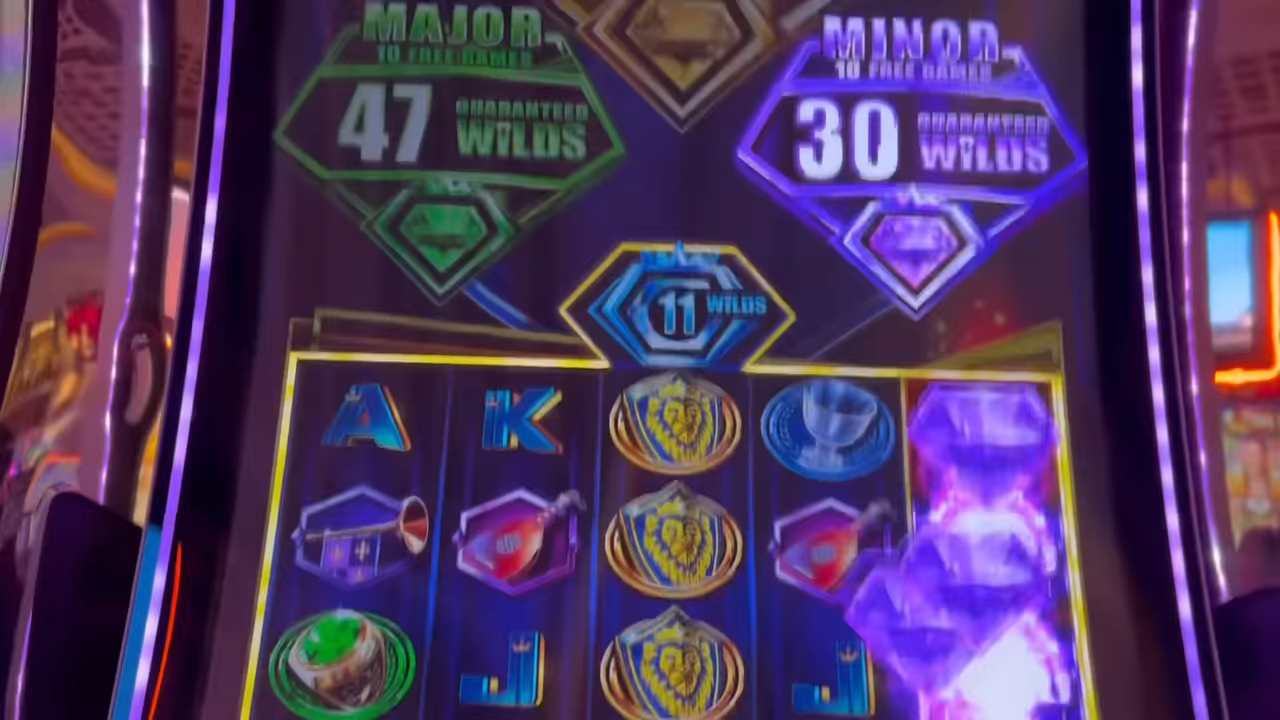 MAJOR
10 FREE GAMES
47 GUARANTEED
WILDS
MINOR
10 FREE GAMES
30 GUARANTEED
WILDS
11 WILDS
A
K
J
J